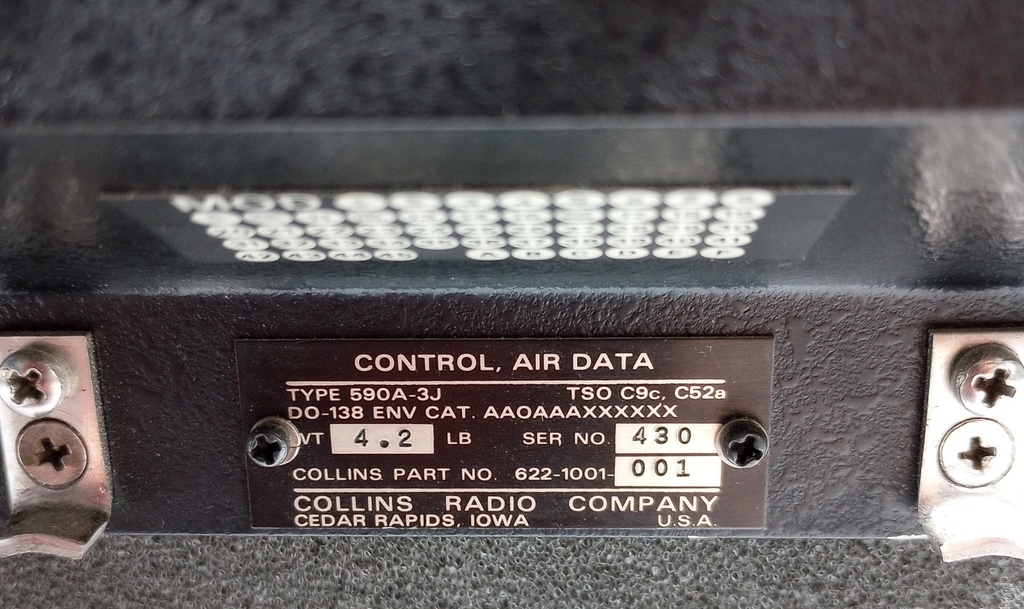 MOD
A B C D E F
CONTROL, AIR DATA
TYPE 590A-3J TSO C9c, C52a
DO-138 ENV CAT. AAOAAAXXXXXX
WT 4.2 LB SER NO. 430
COLLINS PART NO. 622-1001-001
COLLINS RADIO COMPANY
CEDAR RAPIDS, IOWA U.S.A.